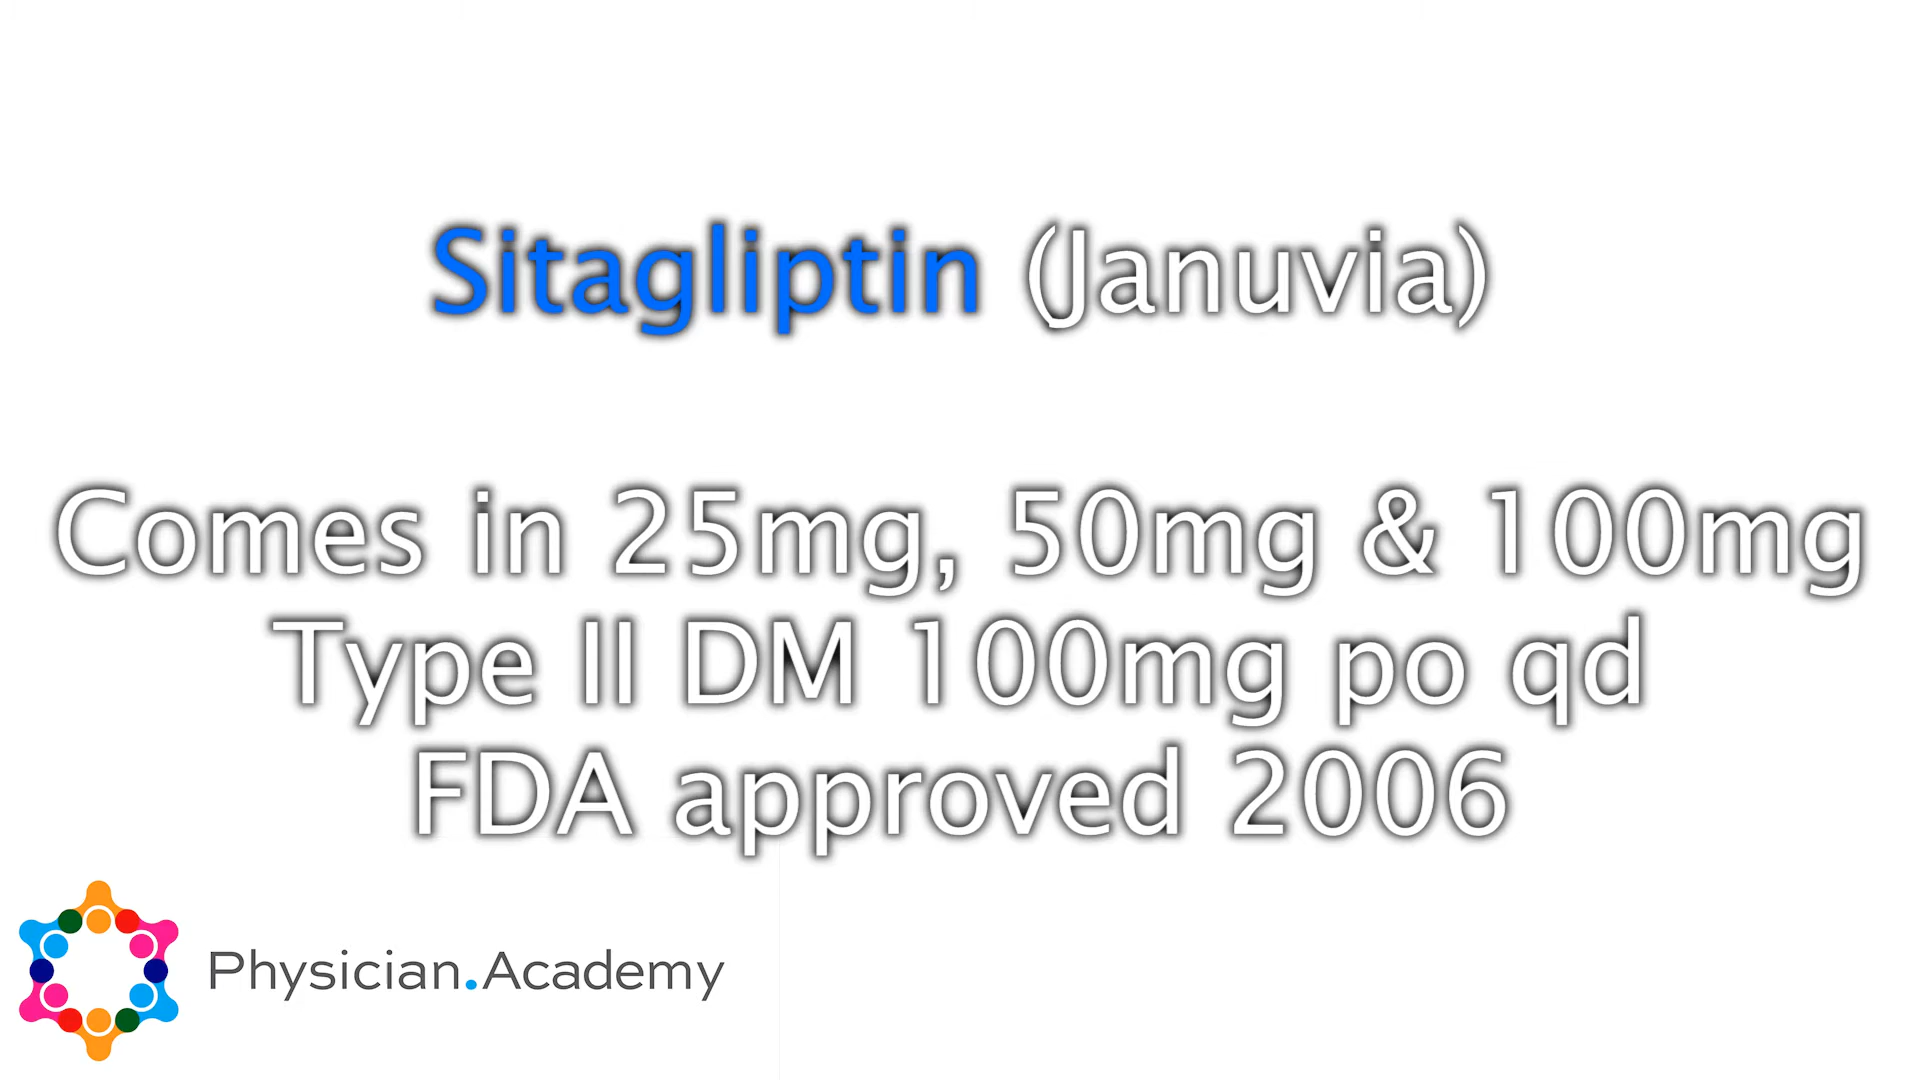 Sitagliptin (Januvia)
Comes in 25mg, 50mg & 100mg
Type II DM 100mg po qd
FDA approved 2006
Physician.Academy